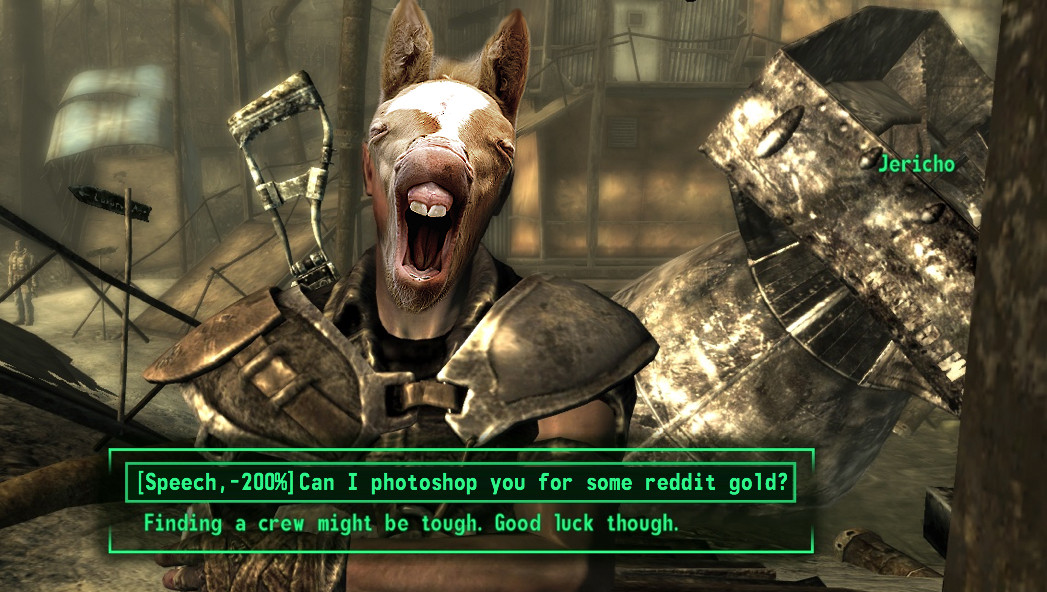 Jericho
[Speech,-200%]Can I photoshop you for some reddit gold?
Finding a crew might be tough. Good luck though.